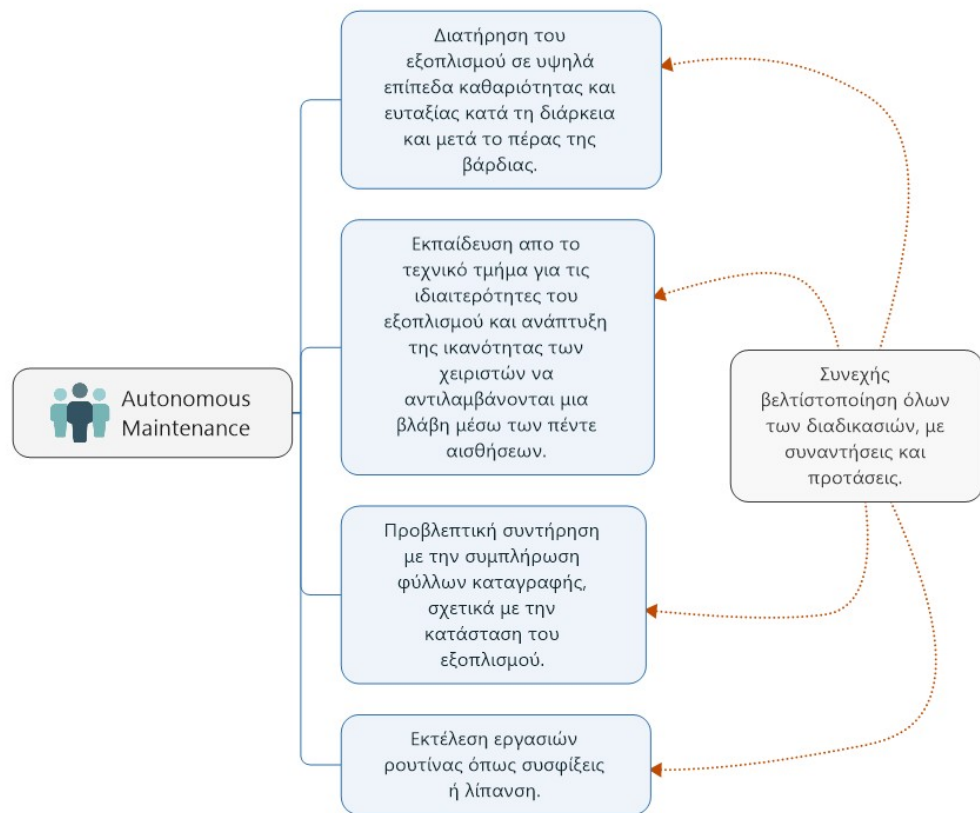 Διατήρηση του
εξοπλισμού σε υψηλά
επίπεδα καθαριότητας και
ευταξίας κατά τη διάρκεια
και μετά το πέρας της
βάρδιας.
Εκπαίδευση απο το
τεχνικό τμήμα για τις
ιδιαιτερότητες του
εξοπλισμού και ανάπτυξη
της ικανότητας των
χειριστών να
αντιλαμβάνονται μια
βλάβη μέσω των πέντε
αισθήσεων.
Autonomous
Maintenance
Συνεχής
βελτίστοποίηση όλων
των διαδικασιών, με
συναντήσεις και
προτάσεις.
Προβλεπτική συντήρηση
με την συμπλήρωση
φύλλων καταγραφής,
σχετικά με την
κατάσταση του
εξοπλισμού.
Εκτέλεση εργασιών
ρουτίνας όπως συσφίξεις
ή λίπανση.